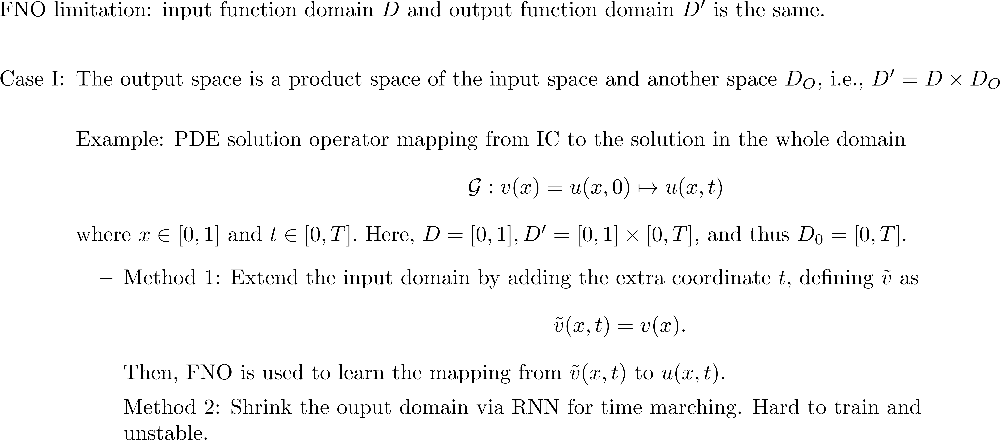 FNO limitation: input function domain $D$ and output function domain $D'$ is the same.
Case I: The output space is a product space of the input space and another space $D_O$, i.e., $D' = D \times D_O$
Example: PDE solution operator mapping from IC to the solution in the whole domain
$\mathcal{G} : v(x) = u(x, 0) \mapsto u(x, t)$
where $x \in [0, 1]$ and $t \in [0, T]$. Here, $D = [0, 1], D' = [0, 1] \times [0, T]$, and thus $D_0 = [0, T]$.
– Method 1: Extend the input domain by adding the extra coordinate $t$, defining $\tilde{v}$ as
$\tilde{v}(x, t) = v(x).$
Then, FNO is used to learn the mapping from $\tilde{v}(x, t)$ to $u(x, t)$.
– Method 2: Shrink the ouput domain via RNN for time marching. Hard to train and
unstable.